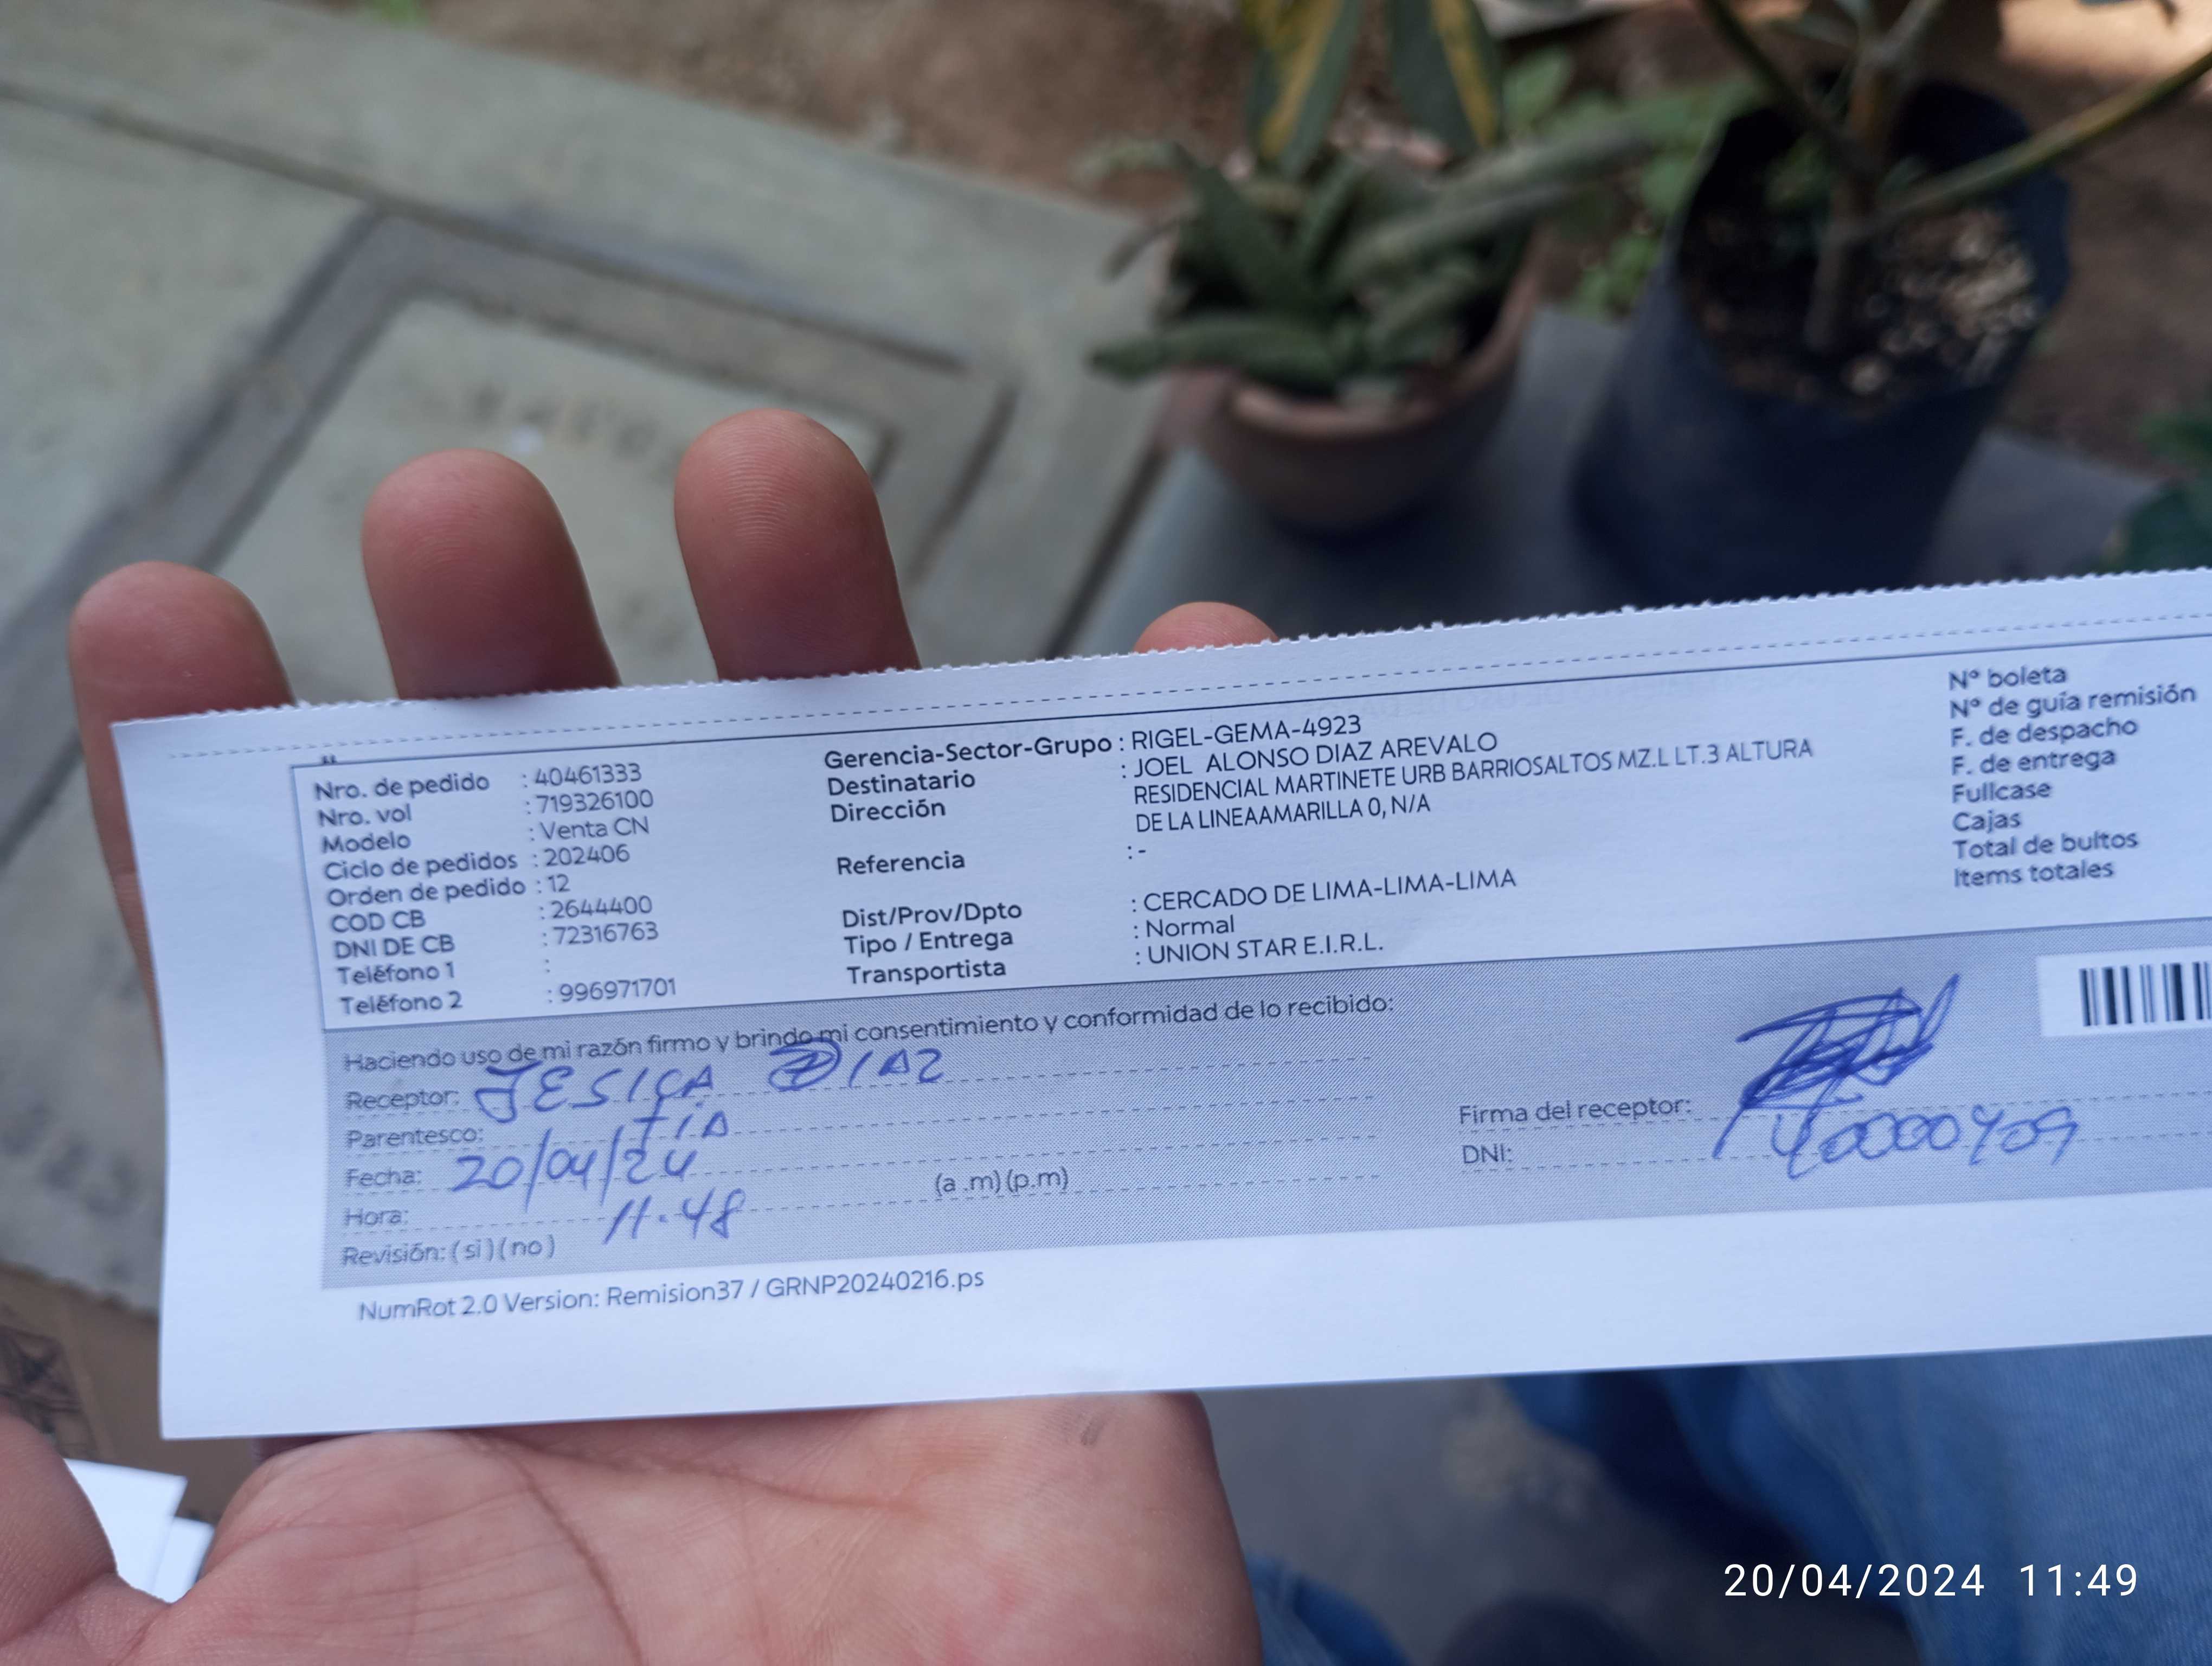 Nro. de pedido : 40461333
Nro. vol : 719326100
Modelo : Venta CN
Ciclo de pedidos : 202406
Orden de pedido : 12
COD CB : 2644400
DNI DE CB : 72316763
Teléfono 1 :
Teléfono 2 : 996971701
Gerencia-Sector-Grupo : RIGEL-GEMA-4923
Destinatario : JOEL ALONSO DIAZ AREVALO
Dirección RESIDENCIAL MARTINETE URB BARRIOSALTOS MZ.L LT.3 ALTURA
DE LA LINEAAMARILLA 0, N/A
Referencia : -
Dist/Prov/Dpto : CERCADO DE LIMA-LIMA-LIMA
Tipo / Entrega : Normal
Transportista : UNION STAR E.I.R.L.
Nº boleta
Nº de guía remisión
F. de despacho
F. de entrega
Fullcase
Cajas
Total de bultos
Items totales
Haciendo uso de mi razón firmo y brindo mi consentimiento y conformidad de lo recibido:
Receptor: JESICA DIAZ
Parentesco: TIA
Fecha: 20/04/24
Hora: 11.48 (a .m) (p.m)
Revisión: ( si ) ( no )
Firma del receptor:
DNI: 40000409
NumRot 2.0 Version: Remision37 / GRNP20240216.ps
20/04/2024 11:49